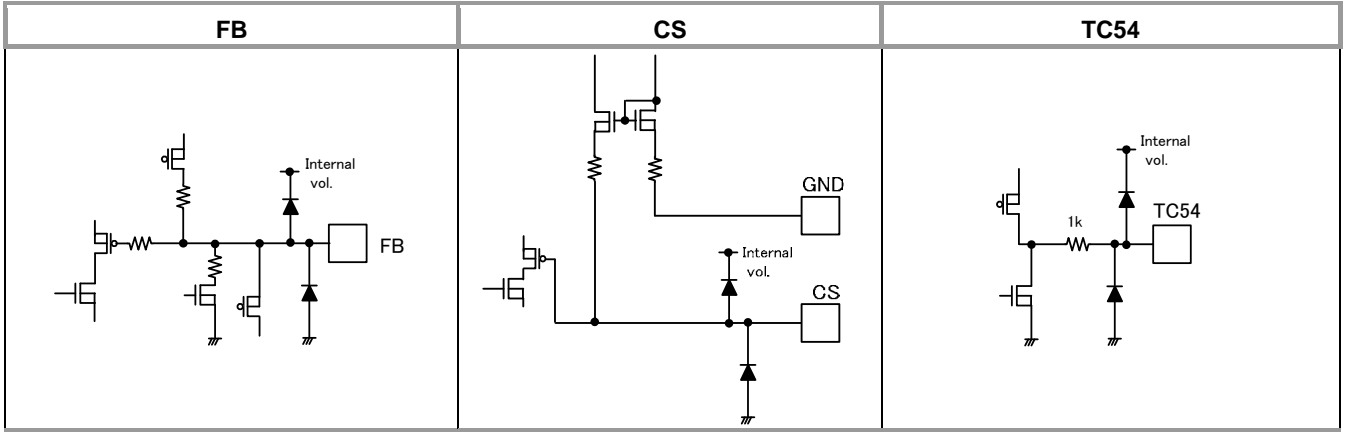 FB
CS
TC54
Internal
vol.
FB
GND
Internal
vol.
CS
Internal
vol.
TC54
1k